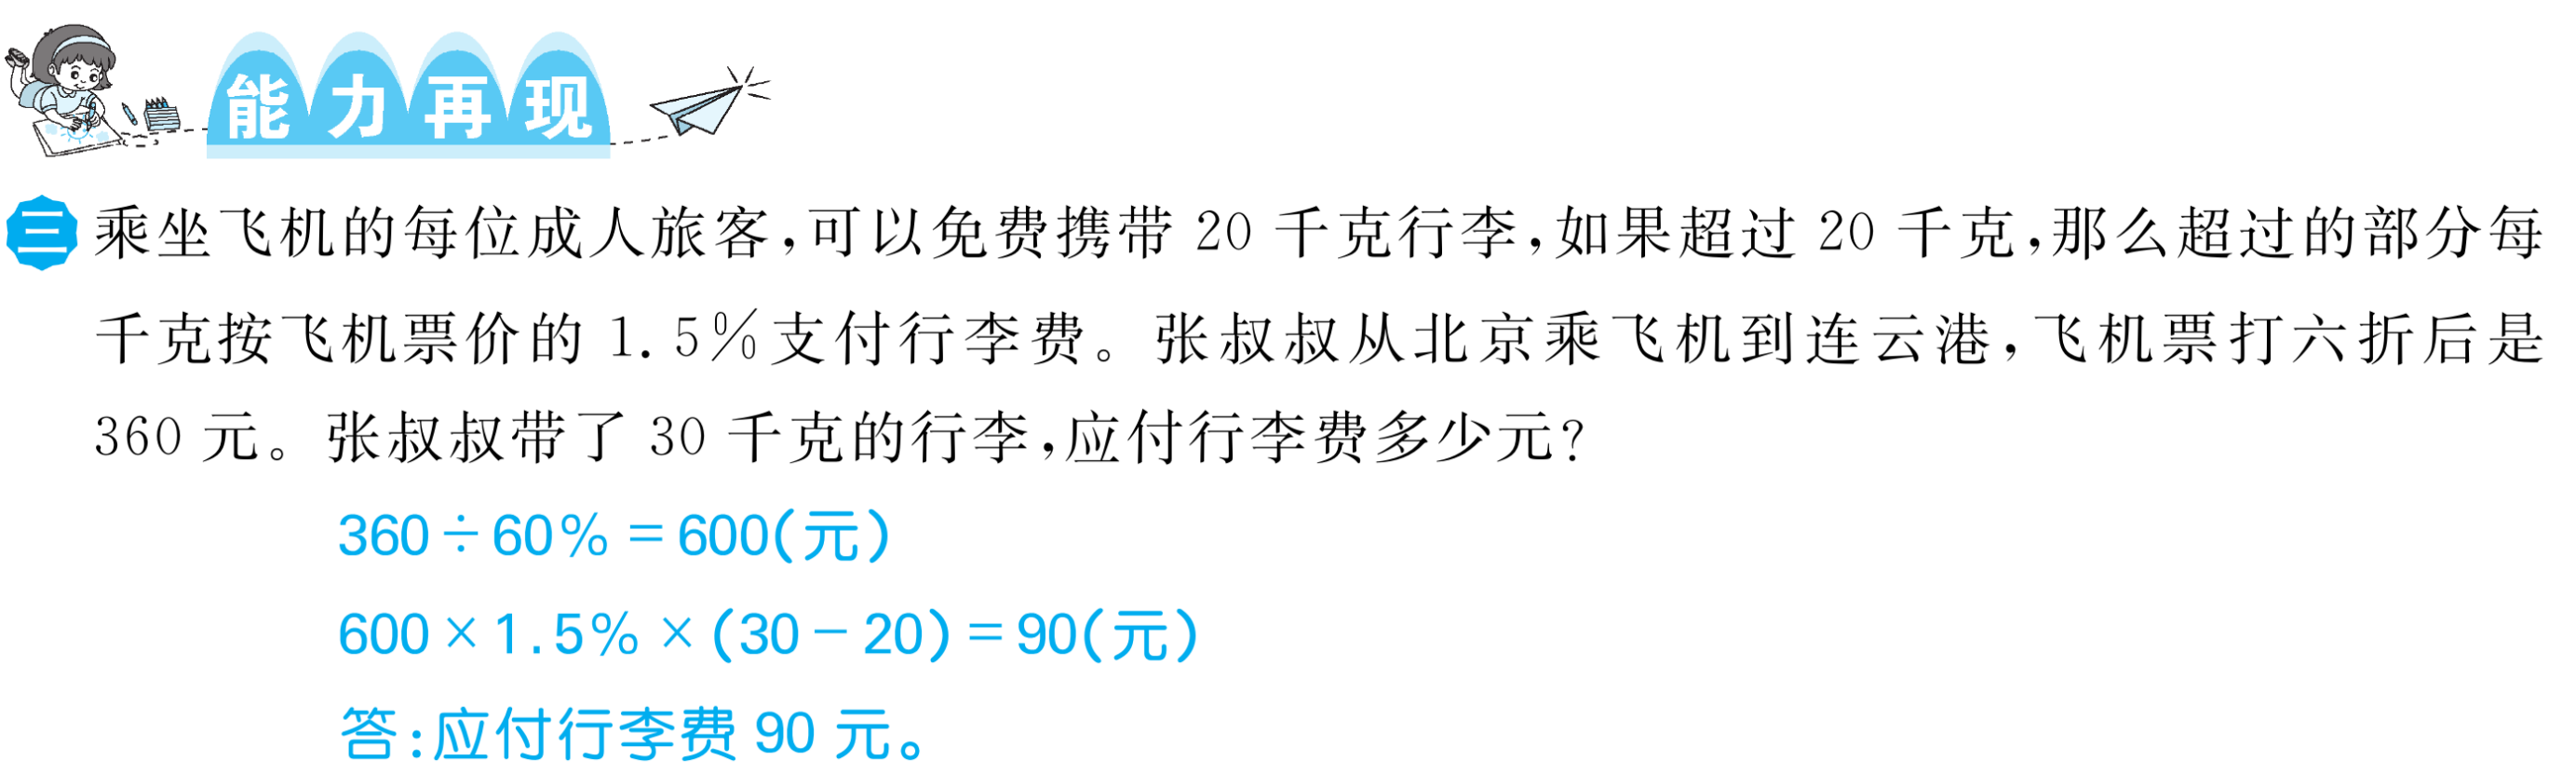 能力再现
三 乘坐飞机的每位成人旅客,可以免费携带 20 千克行李,如果超过 20 千克,那么超过的部分每
千克按飞机票价的 1.5%支付行李费。张叔叔从北京乘飞机到连云港,飞机票打六折后是
360 元。张叔叔带了 30 千克的行李,应付行李费多少元?
360÷60%=600(元)
600×1.5%×(30-20)=90(元)
答:应付行李费 90 元。